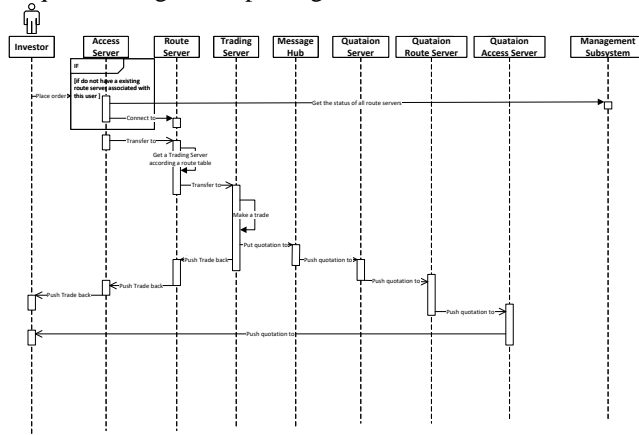 Investor
Access
Server
Route
Server
Trading
Server
Message
Hub
Quataion
Server
Quataion
Route Server
Quataion
Access Server
Management
Subsystem
IF
[if do not have a existing
route server associated with
this user ]
Place order
Get the status of all route servers
Connect to
Transfer to
Get a Trading Server
according a route table
Transfer to
Make a trade
Put quotation to
Push Trade back
Push quotation to
Push quotation to
Push Trade back
Push Trade back
Push quotation to
Push quotation to